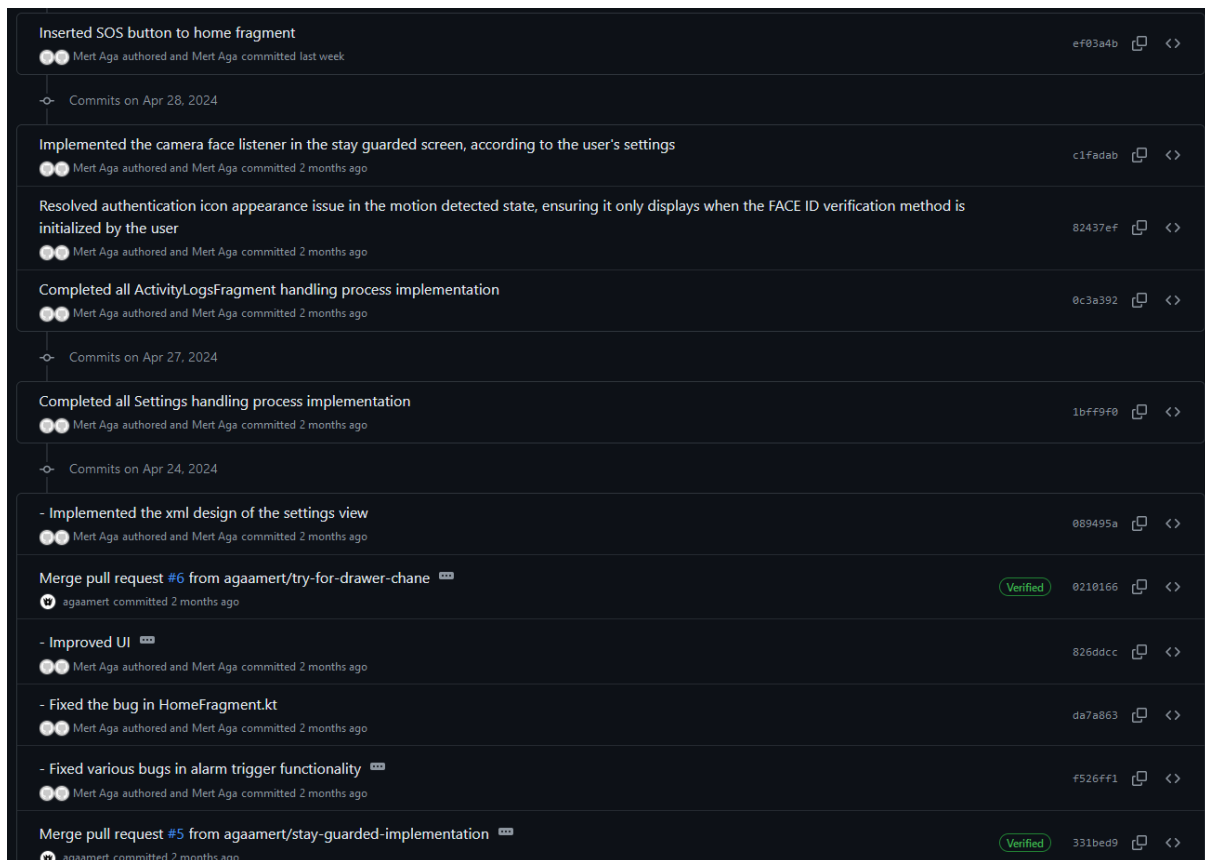 Inserted SOS button to home fragment
Mert Aga authored and Mert Aga committed last week
ef03a4b
Commits on Apr 28, 2024
Implemented the camera face listener in the stay guarded screen, according to the user's settings
Mert Aga authored and Mert Aga committed 2 months ago
c1fadab
Resolved authentication icon appearance issue in the motion detected state, ensuring it only displays when the FACE ID verification method is
initialized by the user
Mert Aga authored and Mert Aga committed 2 months ago
82437ef
Completed all ActivityLogsFragment handling process implementation
Mert Aga authored and Mert Aga committed 2 months ago
0c3a392
Commits on Apr 27, 2024
Completed all Settings handling process implementation
Mert Aga authored and Mert Aga committed 2 months ago
1bff9f0
Commits on Apr 24, 2024
- Implemented the xml design of the settings view
Mert Aga authored and Mert Aga committed 2 months ago
089495a
Merge pull request #6 from agaamert/try-for-drawer-chane
agaamert committed 2 months ago
Verified 0210166
- Improved UI
Mert Aga authored and Mert Aga committed 2 months ago
826ddcc
- Fixed the bug in HomeFragment.kt
Mert Aga authored and Mert Aga committed 2 months ago
da7a863
- Fixed various bugs in alarm trigger functionality
Mert Aga authored and Mert Aga committed 2 months ago
f526ff1
Merge pull request #5 from agaamert/stay-guarded-implementation
agaamert committed 2 months ago
Verified 331bed9